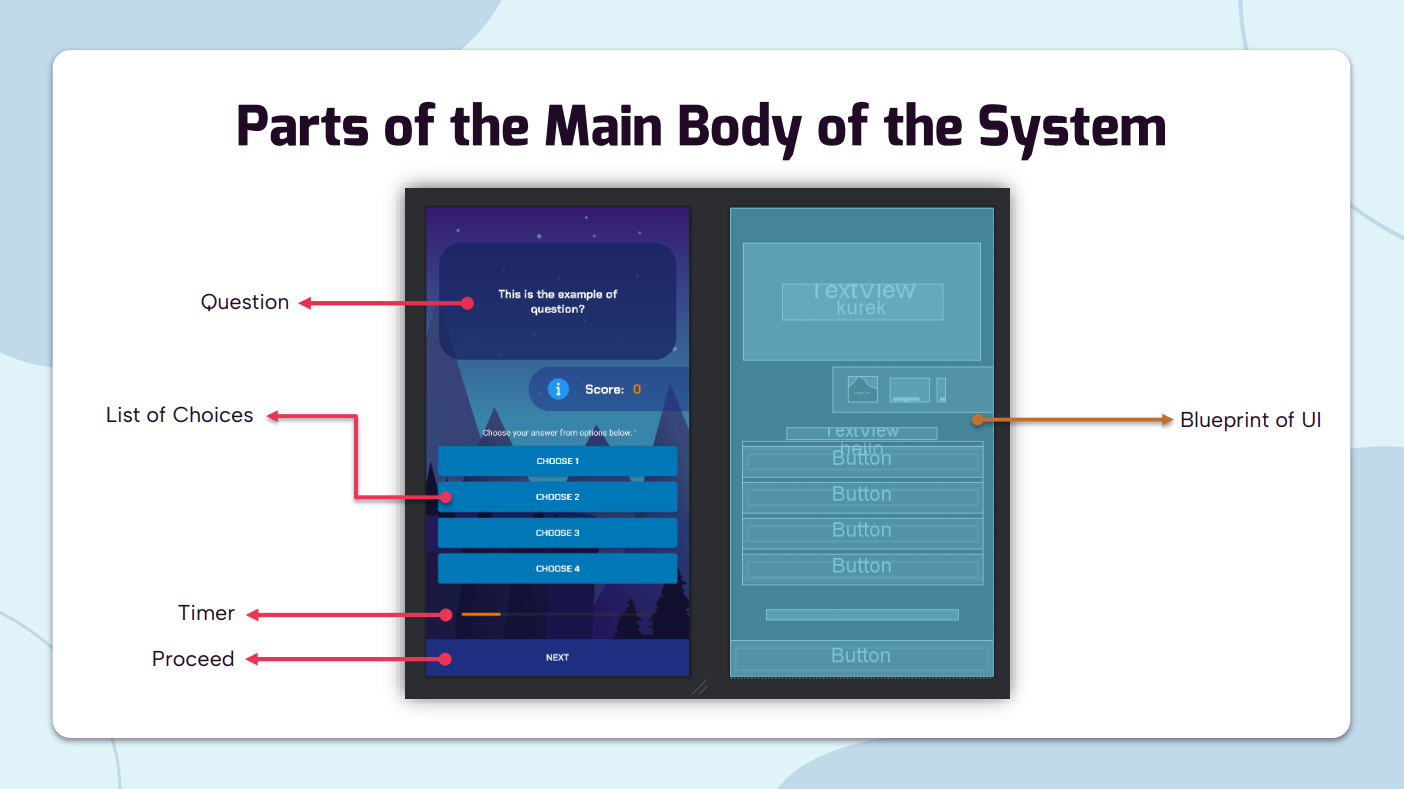 Parts of the Main Body of the System
Question
This is the example of
question?
Score: 0
List of Choices
Choose your answer from options below.
CHOOSE 1
CHOOSE 2
CHOOSE 3
CHOOSE 4
Timer
Proceed
NEXT
TextView
kurek
TextView
hello
Button
Button
Button
Button
Button
Blueprint of UI